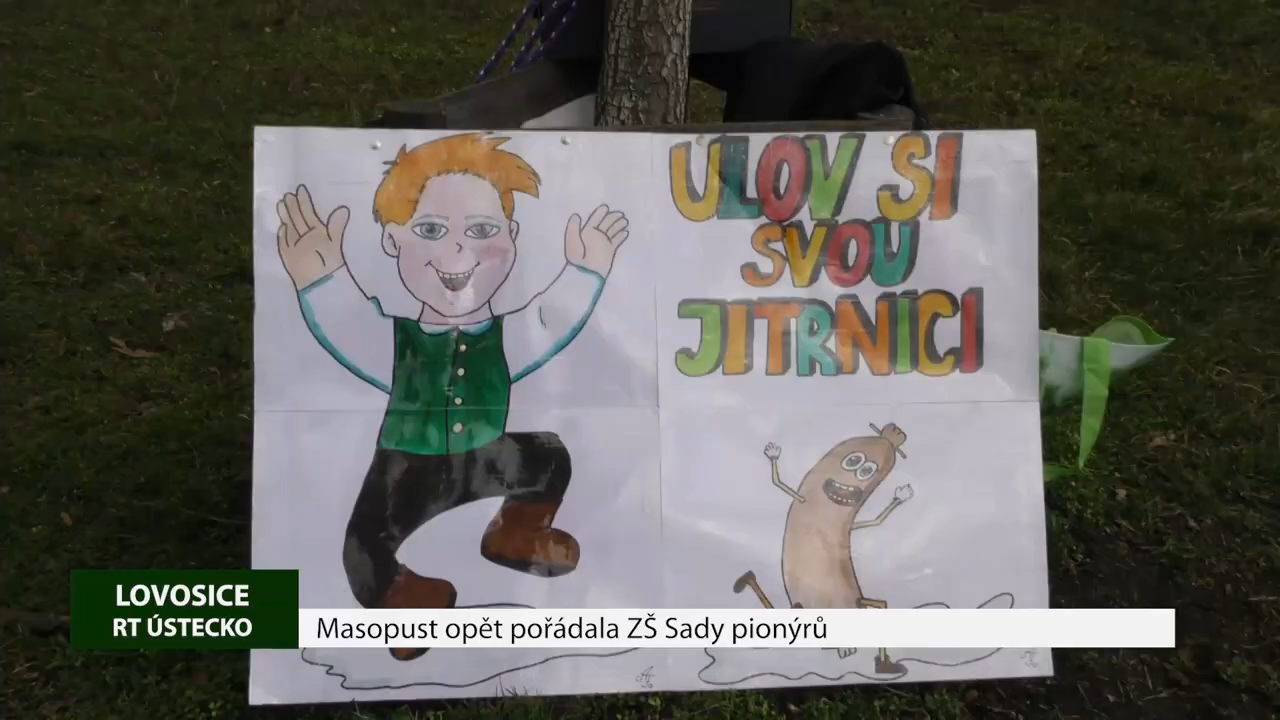 ULOV SI
SVOU
JITRNICI
LOVOSICE
RT ÚSTECKO
Masopust opět pořádala ZŠ Sady pionýrů